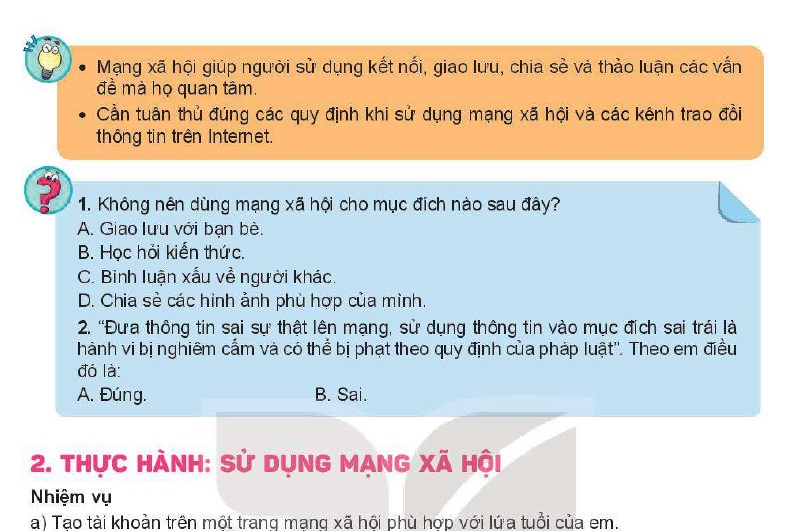 • Mạng xã hội giúp người sử dụng kết nối, giao lưu, chia sẻ và thảo luận các vấn
đề mà họ quan tâm.
• Cần tuân thủ đúng các quy định khi sử dụng mạng xã hội và các kênh trao đổi
thông tin trên Internet.
1. Không nên dùng mạng xã hội cho mục đích nào sau đây?
A. Giao lưu với bạn bè.
B. Học hỏi kiến thức.
C. Bình luận xấu về người khác.
D. Chia sẻ các hình ảnh phù hợp của mình.
2. “Đưa thông tin sai sự thật lên mạng, sử dụng thông tin vào mục đích sai trái là
hành vi bị nghiêm cấm và có thể bị phạt theo quy định của pháp luật”. Theo em điều
đó là:
A. Đúng. B. Sai.
2. THỰC HÀNH: SỬ DỤNG MẠNG XÃ HỘI
Nhiệm vụ
a) Tạo tài khoản trên một trang mạng xã hội phù hợp với lứa tuổi của em.